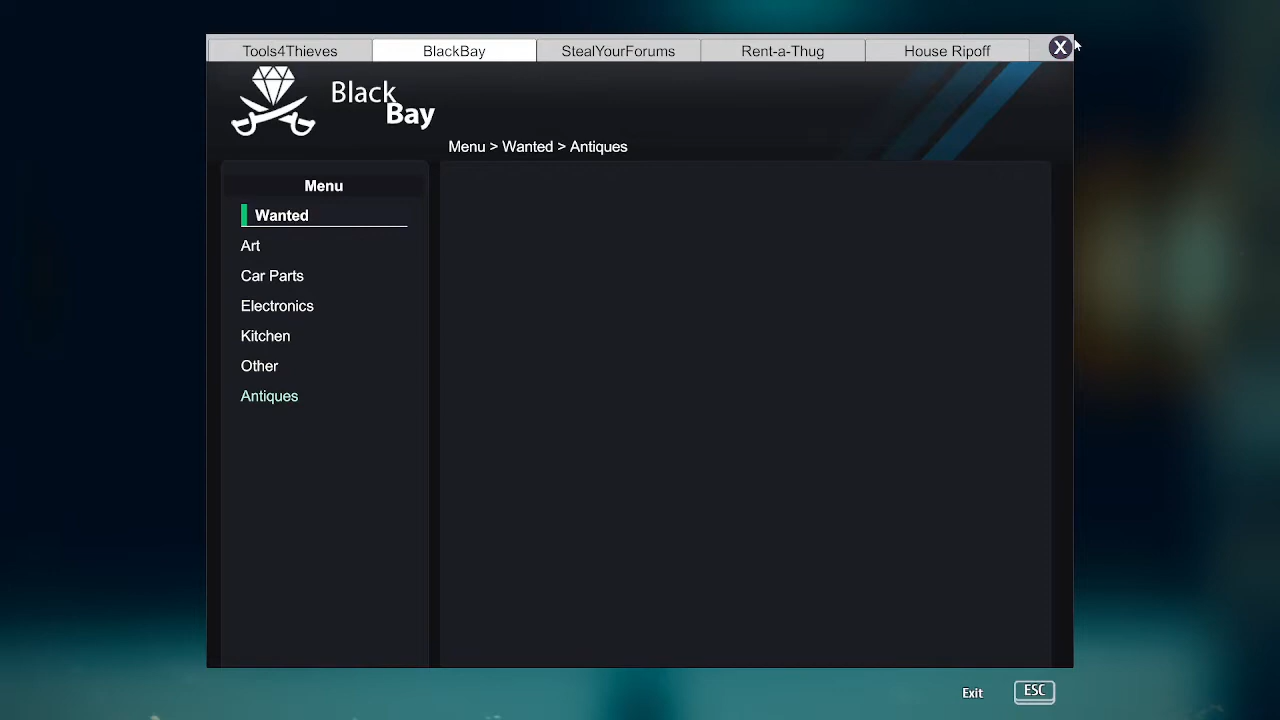 Tools4Thieves
BlackBay
StealYourForums
Rent-a-Thug
House Ripoff
X
Black
Bay
Menu > Wanted > Antiques
Menu
Wanted
Art
Car Parts
Electronics
Kitchen
Other
Antiques
Exit
ESC